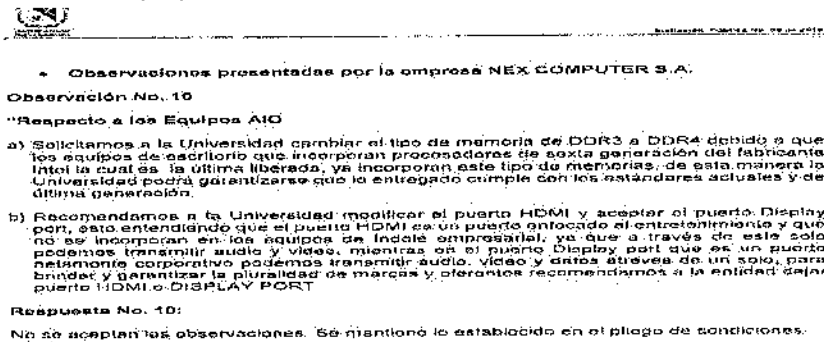 • Observaciones presentadas por la empresa NEX COMPUTER S.A.
Observación No. 10
"Respecto a los Equipos AIO
a) Solicitamos a la Universidad cambiar el tipo de memoria de DDR3 a DDR4 debido a que
los equipos de escritorio que incorporan procesadores de sexta generación del fabricante
Intel la cual es la última liberada, ya incorporan este tipo de memorias, de esta manera la
Universidad podrá garantizarse que lo entregado cumple con los estándares actuales y de
última generación.
b) Recomendamos a la Universidad modificar el puerto HDMI y aceptar el puerto Display
port, esto entendiendo que el puerto HDMI es un puerto enfocado al entretenimiento y que
no se incorporan en los equipos de índole empresarial, ya que a través de este solo
podemos transmitir audio y video, mientras en el puerto Display port que es un puerto
netamente corporativo podemos transmitir audio, video y datos através de un solo, para
brindar y garantizar la pluralidad de marcas y oferentes recomendamos a la entidad dejar
puerto HDMI o DISPLAY PORT
Respuesta No. 10:
No se aceptan las observaciones. Se mantiene lo establecido en el pliego de condiciones.